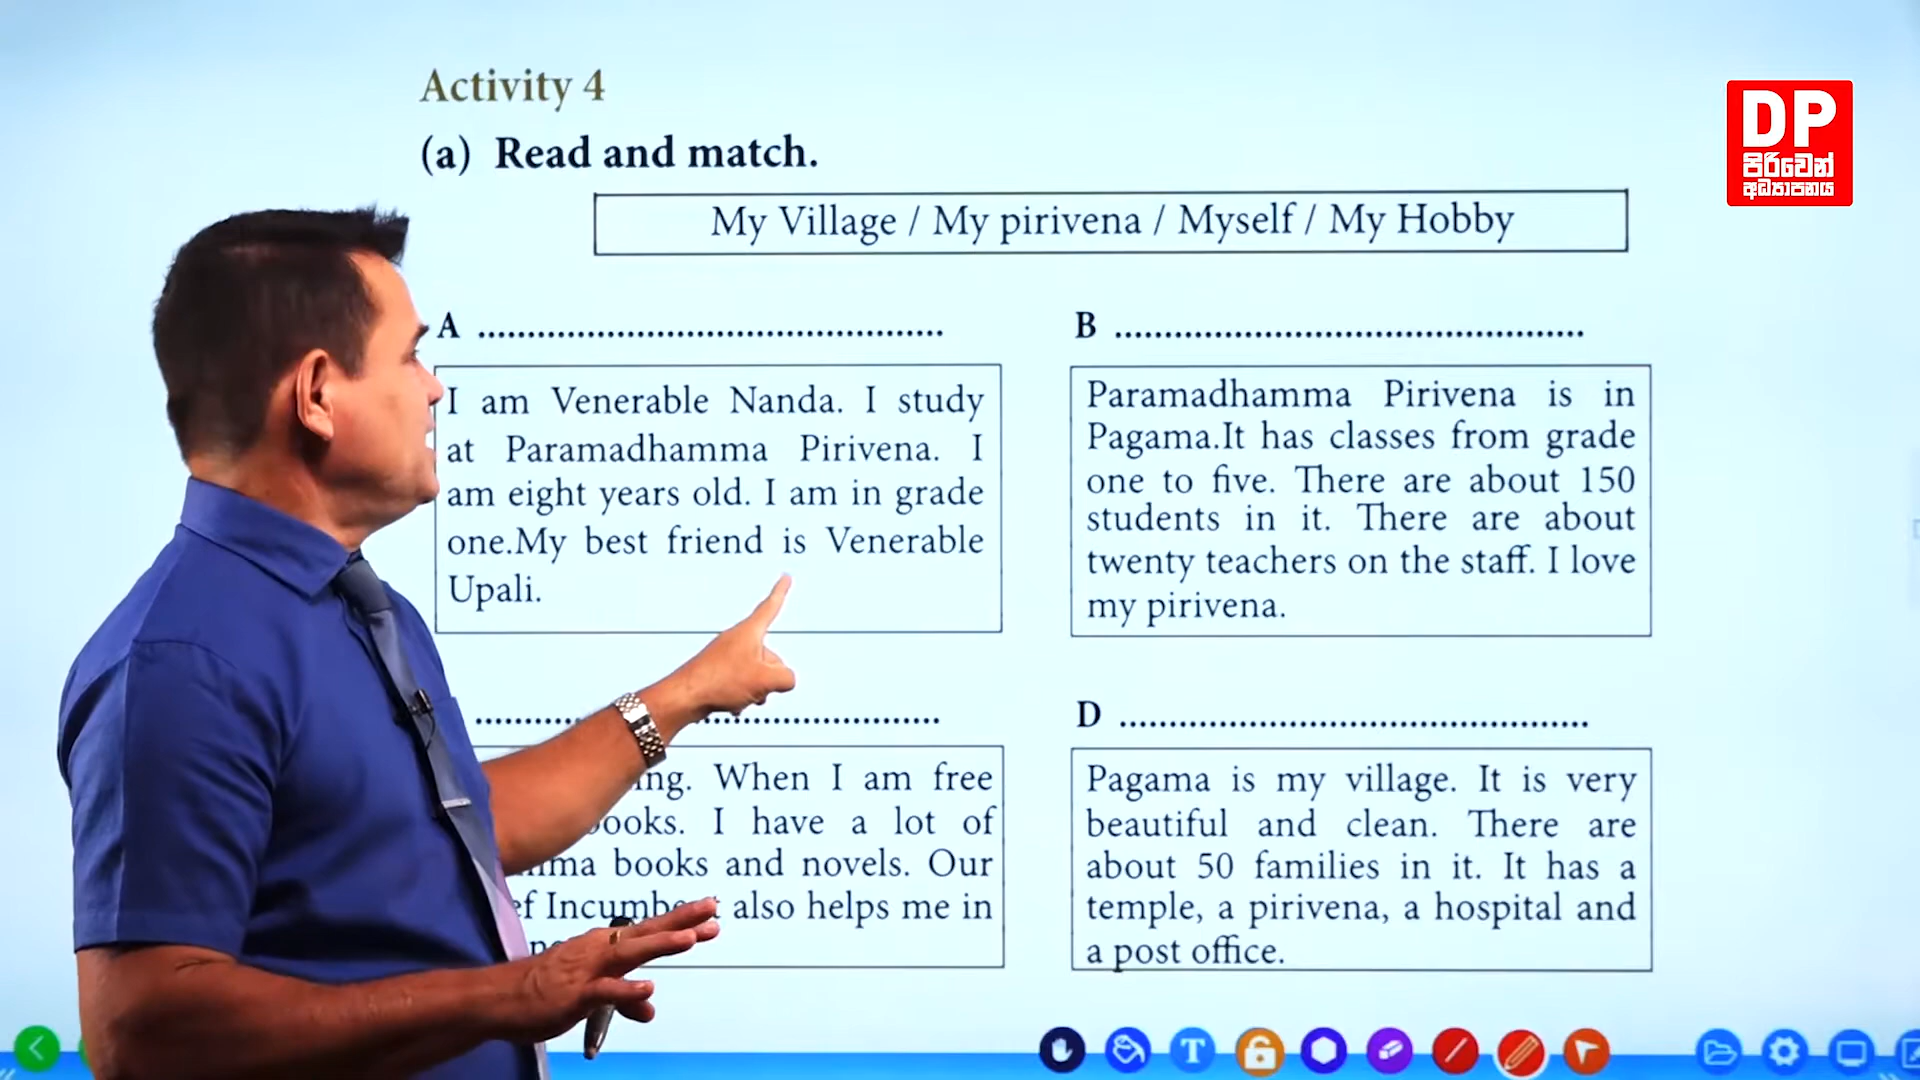 Activity 4
(a) Read and match.
My Village / My pirivena / Myself / My Hobby
A ................................................
B ................................................
I am Venerable Nanda. I study
at Paramadhamma Pirivena. I
am eight years old. I am in grade
one.My best friend is Venerable
Upali.
Paramadhamma Pirivena is in
Pagama.It has classes from grade
one to five. There are about 150
students in it. There are about
twenty teachers on the staff. I love
my pirivena.
D ................................................
When I am free
I have a lot of
books and novels. Our
also helps me in
Pagama is my village. It is very
beautiful and clean. There are
about 50 families in it. It has a
temple, a pirivena, a hospital and
a post office.
DP
පිරිවෙන්
අධ්‍යාපනය
T